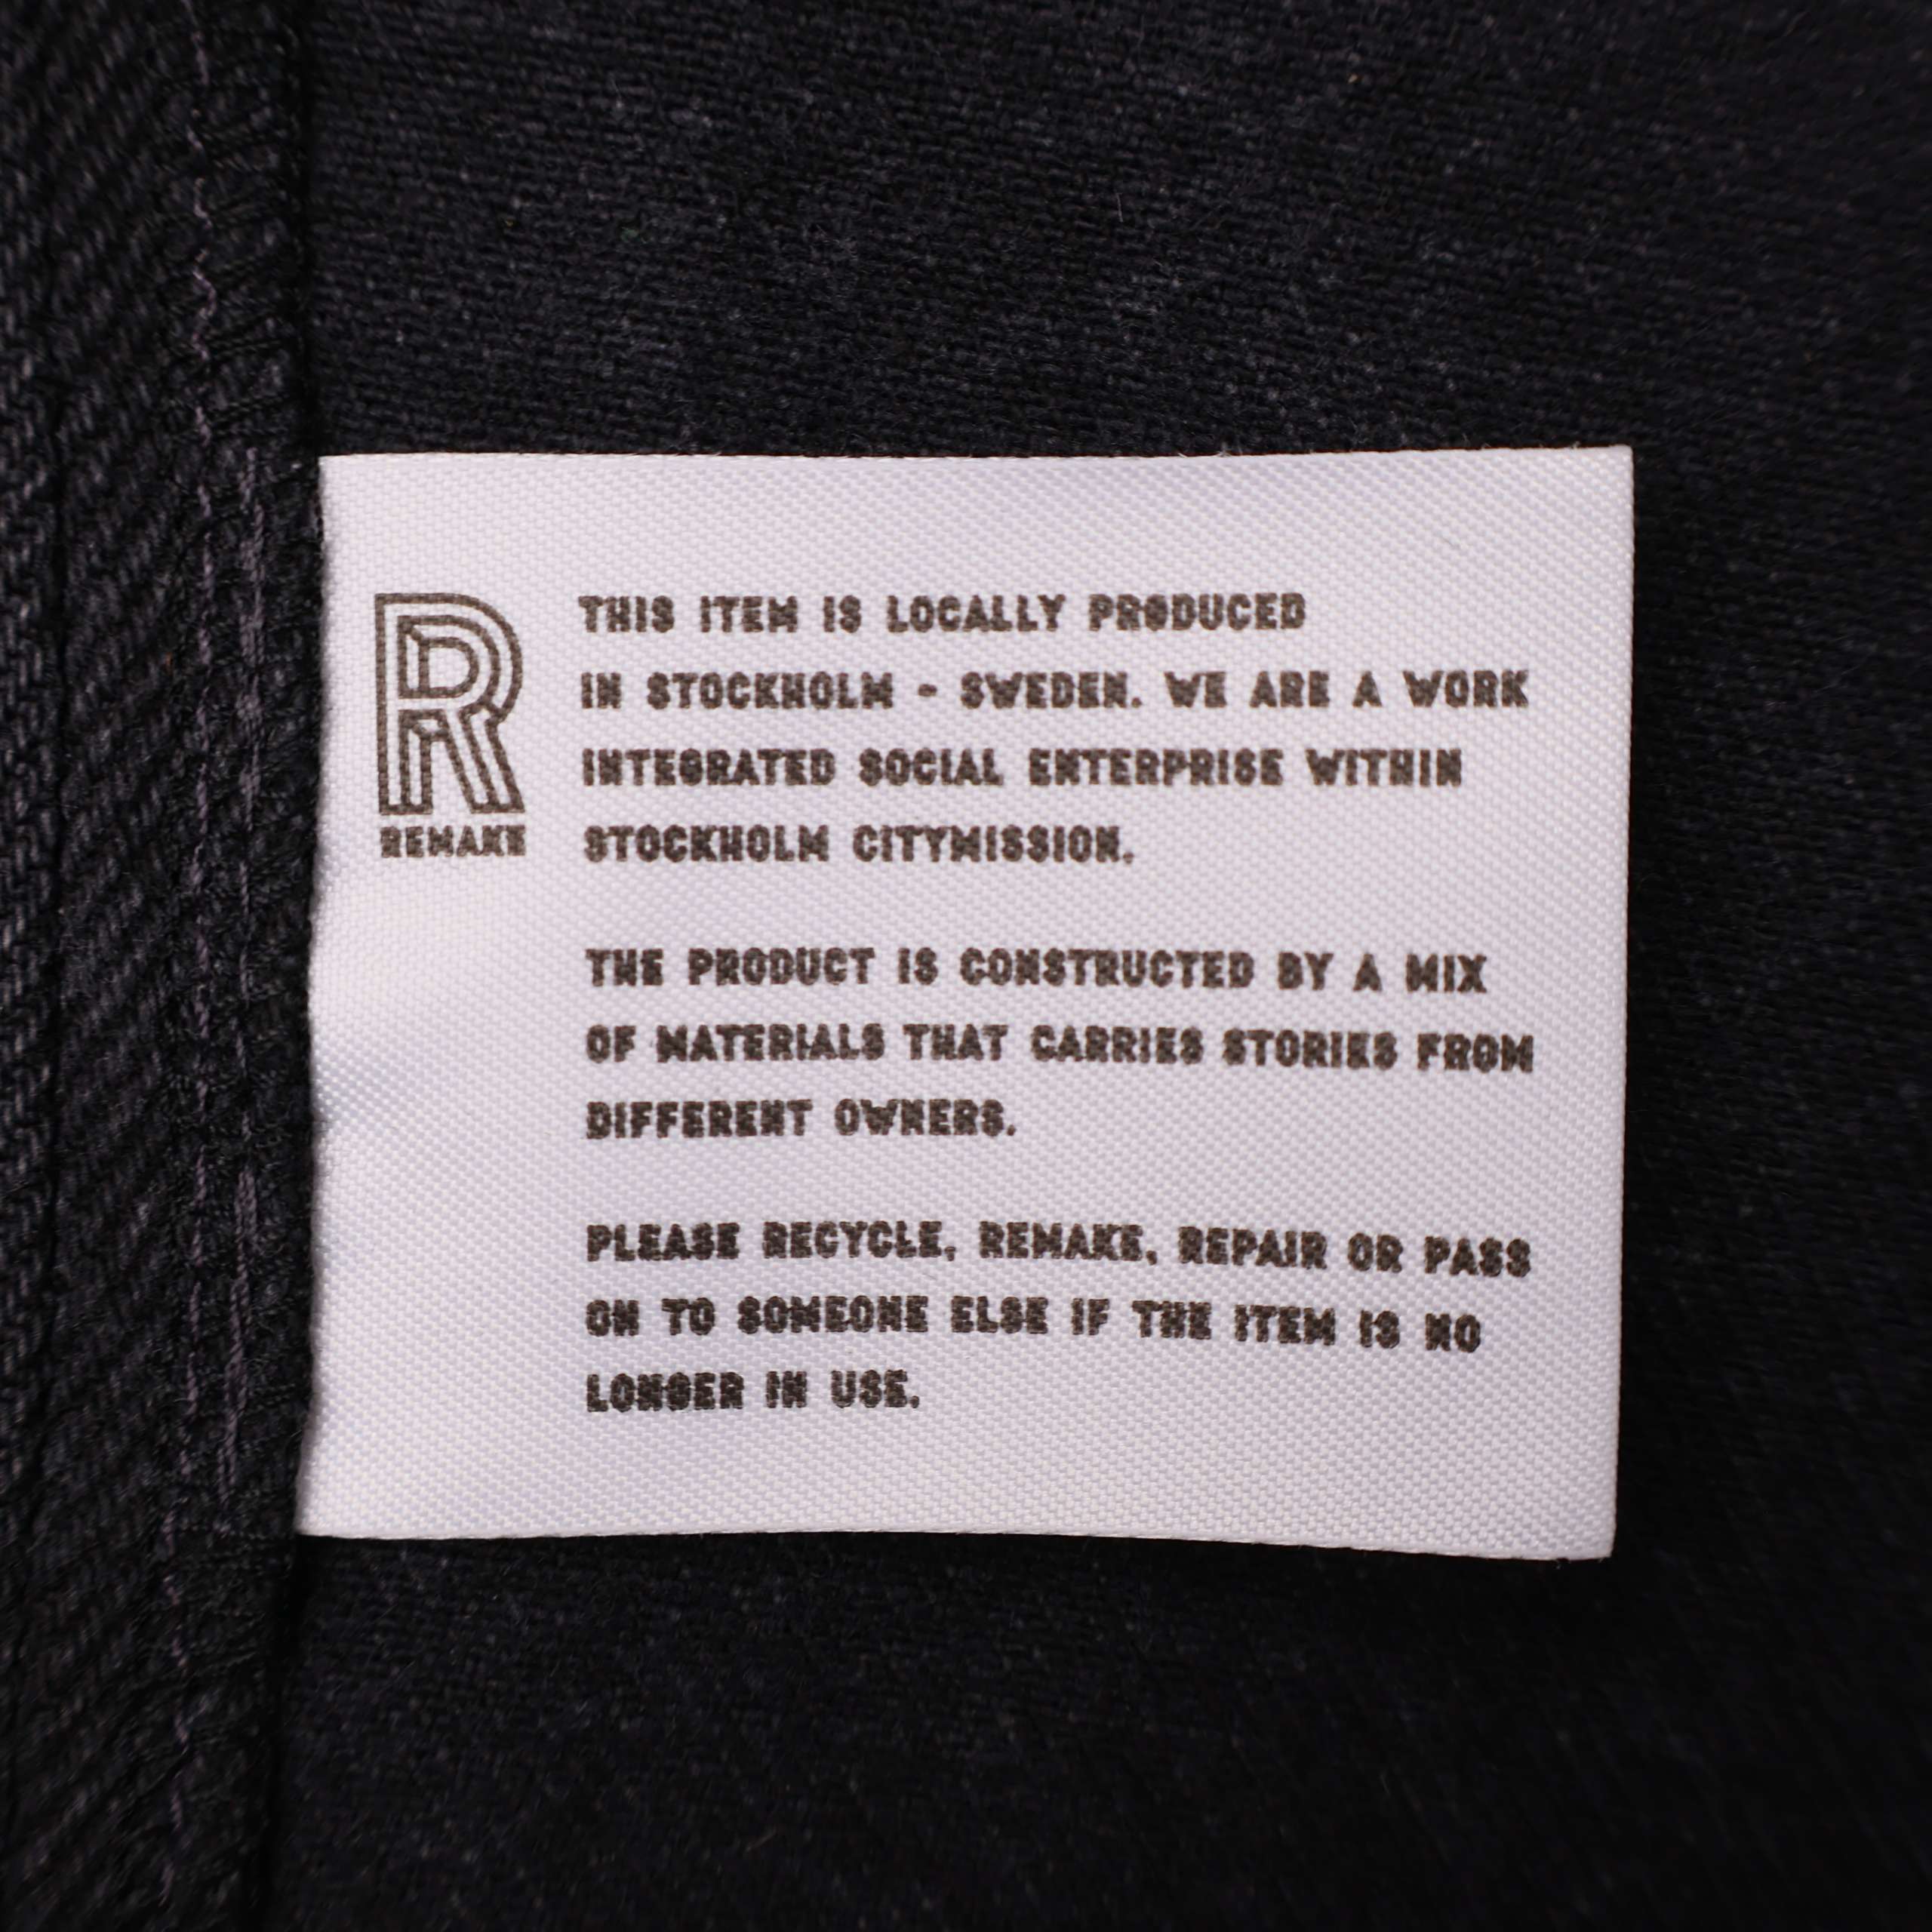 R
REMAKE
THIS ITEM IS LOCALLY PRODUCED
IN STOCKHOLM - SWEDEN. WE ARE A WORK
INTEGRATED SOCIAL ENTERPRISE WITHIN
STOCKHOLM CITYMISSION.
THE PRODUCT IS CONSTRUCTED BY A MIX
OF MATERIALS THAT CARRIES STORIES FROM
DIFFERENT OWNERS.
PLEASE RECYCLE, REMAKE, REPAIR OR PASS
ON TO SOMEONE ELSE IF THE ITEM IS NO
LONGER IN USE.